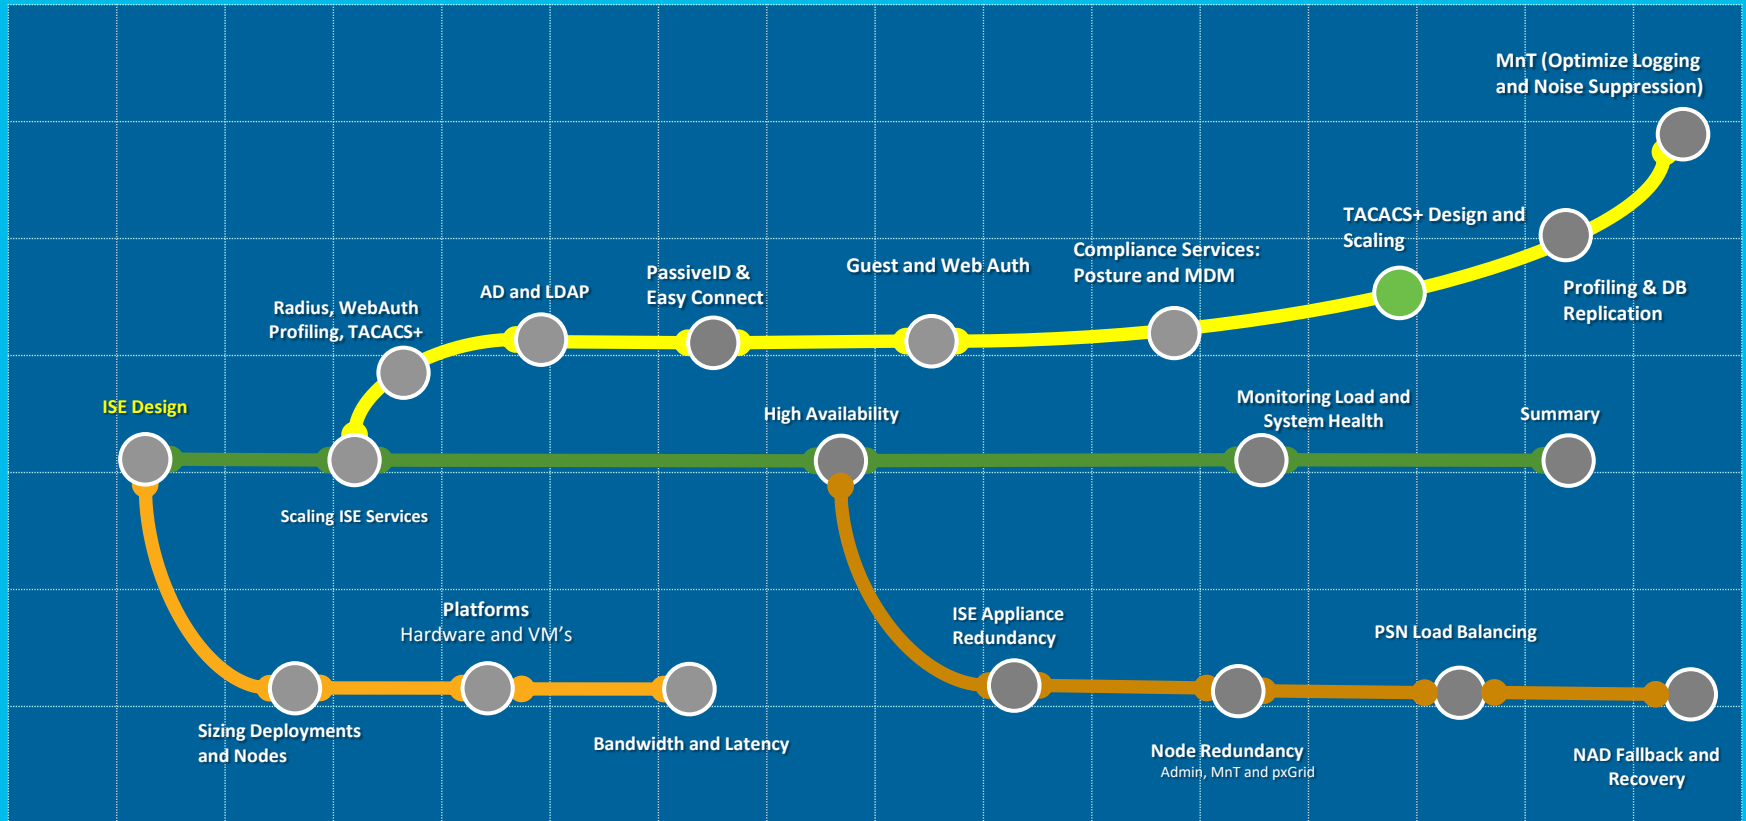 MnT (Optimize Logging
and Noise Suppression)
TACACS+ Design and
Scaling
Compliance Services:
Posture and MDM
Guest and Web Auth
PassiveID &
Easy Connect
AD and LDAP
Radius, WebAuth
Profiling, TACACS+
Profiling & DB
Replication
ISE Design
High Availability
Monitoring Load and
System Health
Summary
Scaling ISE Services
Platforms
Hardware and VM's
ISE Appliance
Redundancy
PSN Load Balancing
Sizing Deployments
and Nodes
Bandwidth and Latency
Node Redundancy
Admin, MnT and pxGrid
NAD Fallback and
Recovery